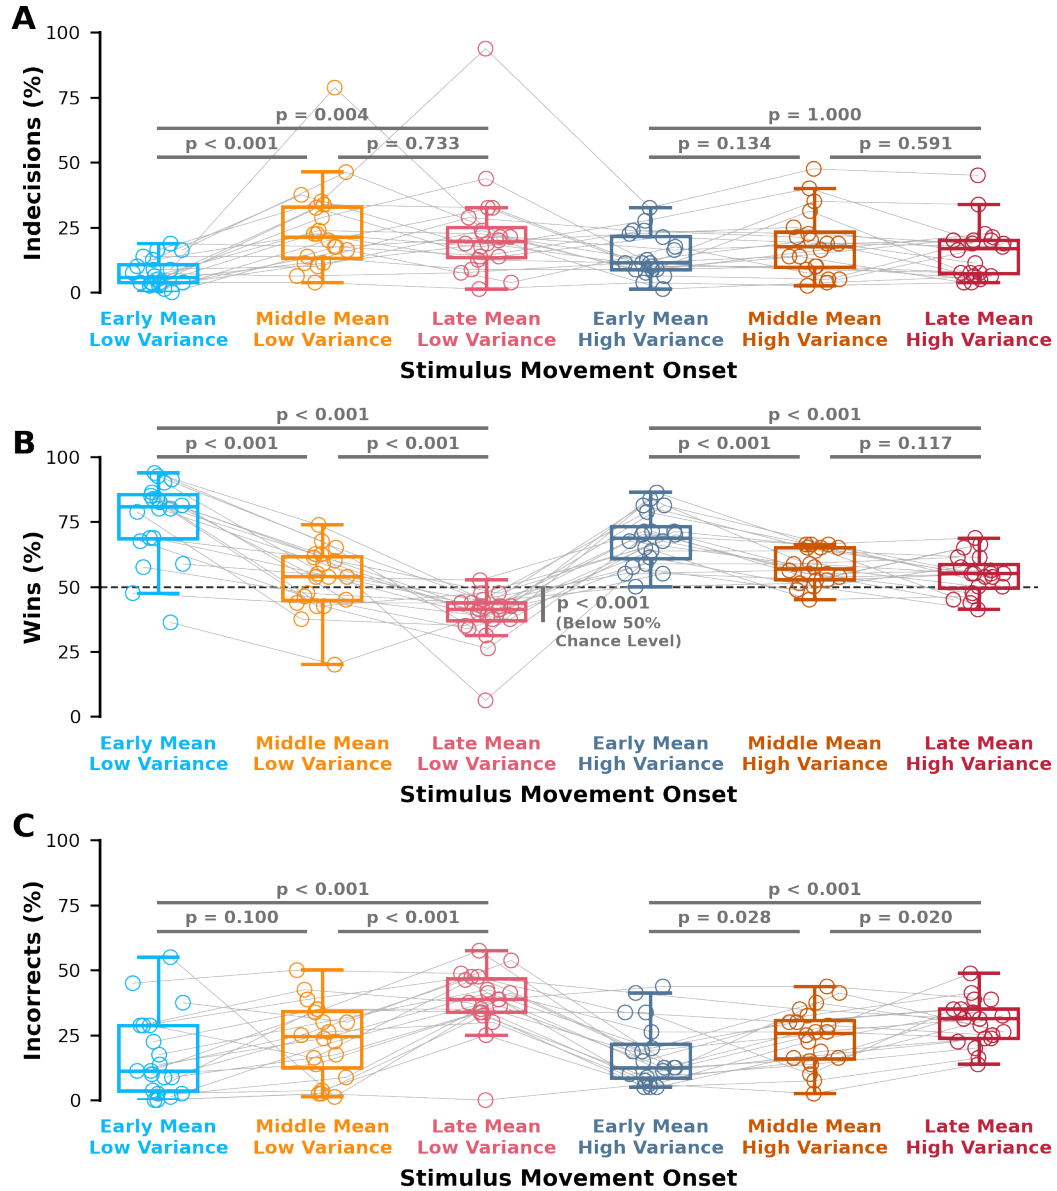 A
Indecisions (%)
100
75
50
25
0
p = 0.004
p < 0.001
p = 0.733
p = 1.000
p = 0.134
p = 0.591
Early Mean
Low Variance
Middle Mean
Low Variance
Late Mean
Low Variance
Early Mean
High Variance
Middle Mean
High Variance
Late Mean
High Variance
Stimulus Movement Onset
B
Wins (%)
100
75
50
25
0
p < 0.001
p < 0.001
p < 0.001
p < 0.001
p < 0.001
p = 0.117
p < 0.001
(Below 50%
Chance Level)
Early Mean
Low Variance
Middle Mean
Low Variance
Late Mean
Low Variance
Early Mean
High Variance
Middle Mean
High Variance
Late Mean
High Variance
Stimulus Movement Onset
C
Incorrects (%)
100
75
50
25
0
p < 0.001
p = 0.100
p < 0.001
p < 0.001
p = 0.028
p = 0.020
Early Mean
Low Variance
Middle Mean
Low Variance
Late Mean
Low Variance
Early Mean
High Variance
Middle Mean
High Variance
Late Mean
High Variance
Stimulus Movement Onset